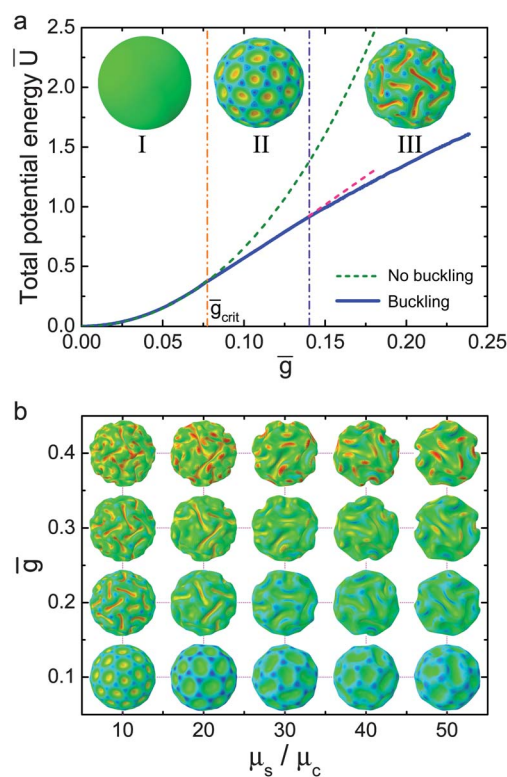 a
Total potential energy U̅
2.5
2.0
1.5
1.0
0.5
0.0
I
II
III
g̅crit
No buckling
Buckling
0.00
0.05
0.10
0.15
0.20
0.25
g̅
b
g̅
0.4
0.3
0.2
0.1
10
20
30
40
50
μs / μc